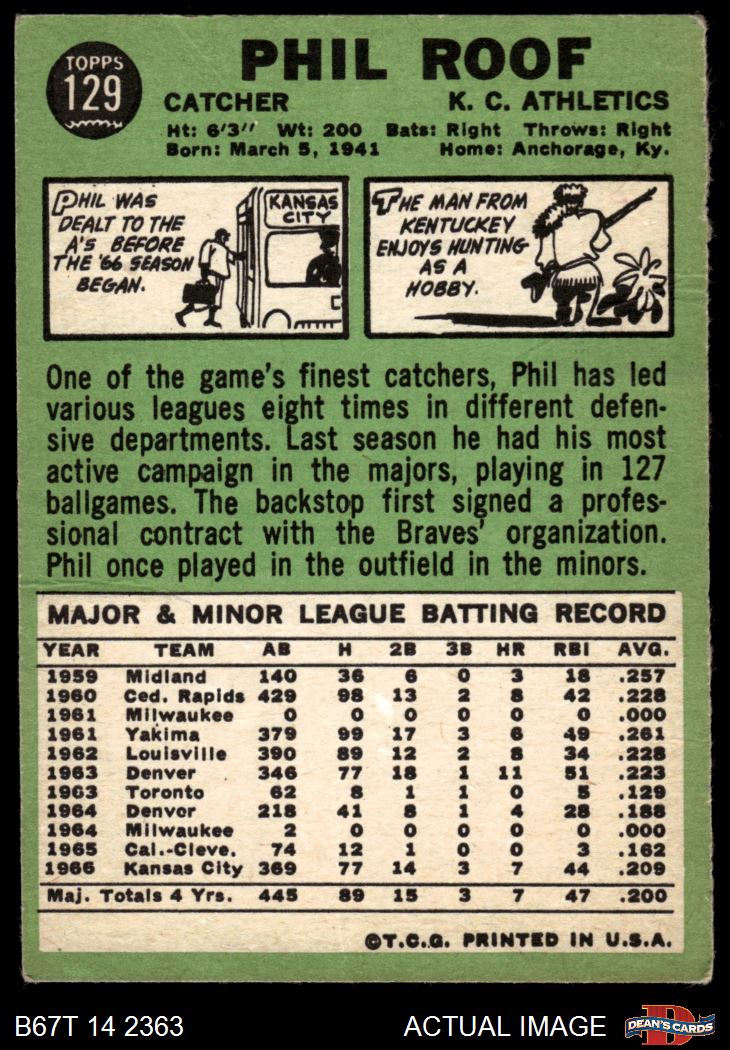 TOPPS
129
PHIL ROOF
CATCHER K. C. ATHLETICS
Ht: 6'3" Wt: 200 Bats: Right Throws: Right
Born: March 5, 1941 Home: Anchorage, Ky.
PHIL WAS
DEALT TO THE
A'S BEFORE
THE '66 SEASON
BEGAN.
KANSAS
CITY
THE MAN FROM
KENTUCKEY
ENJOYS HUNTING
AS A
HOBBY.
One of the game's finest catchers, Phil has led
various leagues eight times in different defen-
sive departments. Last season he had his most
active campaign in the majors, playing in 127
ballgames. The backstop first signed a profes-
sional contract with the Braves' organization.
Phil once played in the outfield in the minors.
MAJOR & MINOR LEAGUE BATTING RECORD
YEAR TEAM AB H 2B 3B HR RBI AVG.
1959 Midland 140 36 6 0 3 18 .257
1960 Ced. Rapids 429 98 13 2 8 42 .228
1961 Milwaukee 0 0 0 0 0 0 .000
1961 Yakima 379 99 17 3 6 49 .261
1962 Louisville 390 89 12 2 8 34 .228
1963 Denver 346 77 18 1 11 51 .223
1963 Toronto 62 8 1 1 0 5 .129
1964 Denver 218 41 8 1 4 28 .188
1964 Milwaukee 2 0 0 0 0 0 .000
1965 Cal.-Cleve. 74 12 1 0 0 3 .162
1966 Kansas City 369 77 14 3 7 44 .209
Maj. Totals 4 Yrs. 445 89 15 3 7 47 .200
©T.C.G. PRINTED IN U.S.A.
B67T 14 2363 ACTUAL IMAGE
D
DEAN'S CARDS